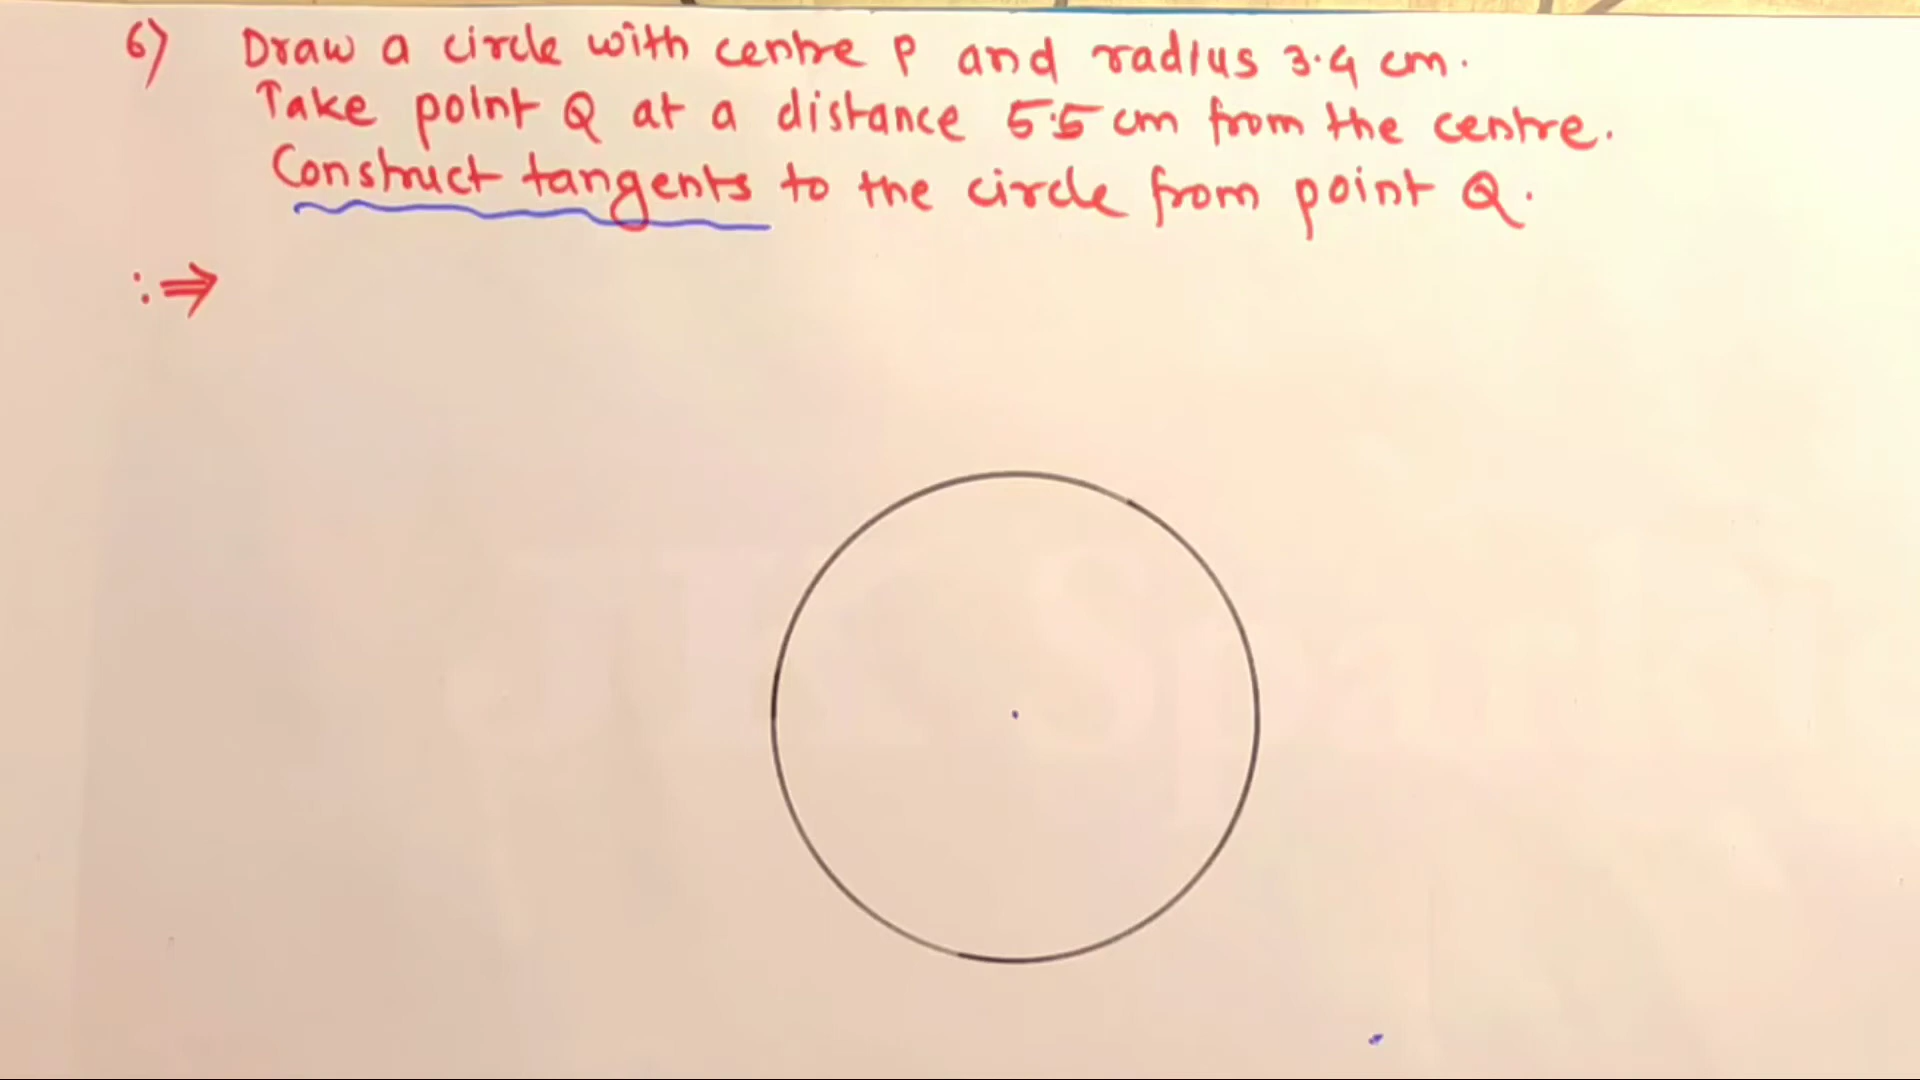 6) Draw a circle with centre P and radius 3.4 cm.
Take point Q at a distance 5.5 cm from the centre.
Construct tangents to the circle from point Q.
:⇒